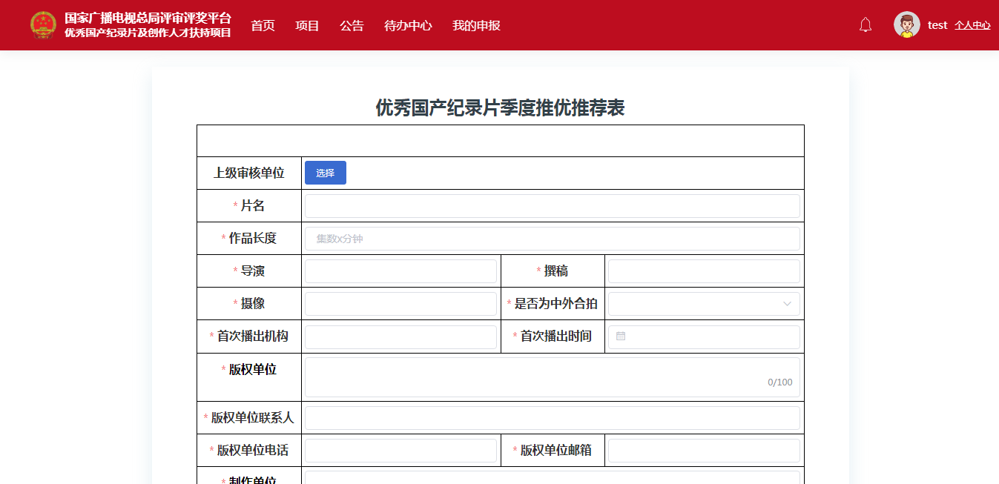 国家广播电视总局评审评奖平台
优秀国产纪录片及创作人才扶持项目
首页 项目 公告 待办中心 我的申报
test 个人中心
优秀国产纪录片季度推优推荐表
上级审核单位 选择
* 片名
* 作品长度 集数x分钟
* 导演 * 撰稿
* 摄像 * 是否为中外合拍
* 首次播出机构 * 首次播出时间
* 版权单位
0/100
* 版权单位联系人
* 版权单位电话 * 版权单位邮箱
* 制作单位